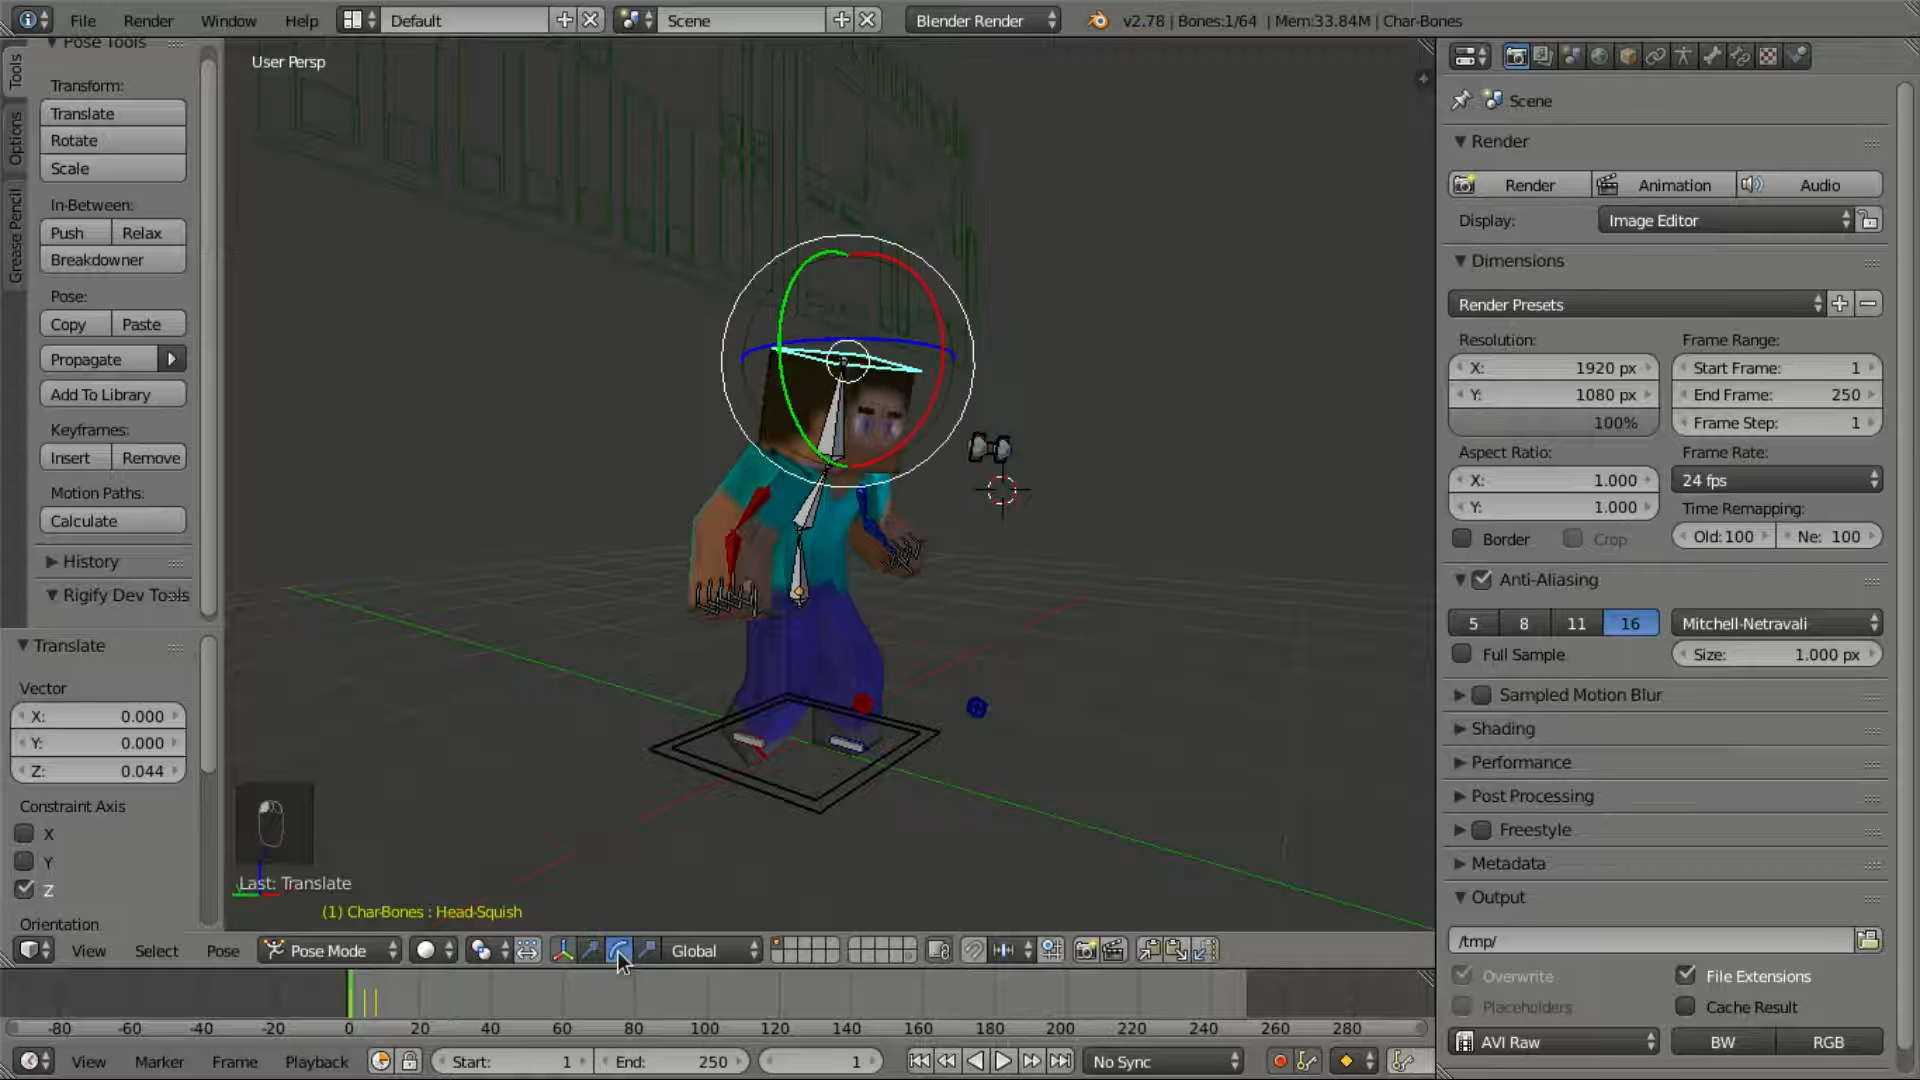 File Render Window Help Default Scene Blender Render v2.78 | Bones:1/64 | Mem:33.84M | Char-Bones
Pose Tools
Tools
Options
Grease Pencil
Transform:
Translate
Rotate
Scale
In-Between:
Push Relax
Breakdowner
Pose:
Copy Paste
Propagate
Add To Library
Keyframes:
Insert Remove
Motion Paths:
Calculate
History
Rigify Dev Tools
Translate
Vector
X: 0.000
Y: 0.000
Z: 0.044
Constraint Axis
X
Y
Z
Orientation
User Persp
Last: Translate
(1) Char-Bones : Head-Squish
View Select Pose Pose Mode Global
-80 -60 -40 -20 0 20 40 60 80 100 120 140 160 180 200 220 240 260 280
View Marker Frame Playback Start: 1 End: 250 1 No Sync
Scene
Render
Render Animation Audio
Display: Image Editor
Dimensions
Render Presets
Resolution: Frame Range:
X: 1920 px Start Frame: 1
Y: 1080 px End Frame: 250
100% Frame Step: 1
Aspect Ratio: Frame Rate:
X: 1.000 24 fps
Y: 1.000 Time Remapping:
Border Crop Old: 100 Ne: 100
Anti-Aliasing
5 8 11 16 Mitchell-Netravali
Full Sample Size: 1.000 px
Sampled Motion Blur
Shading
Performance
Post Processing
Freestyle
Metadata
Output
/tmp/
Overwrite File Extensions
Placeholders Cache Result
AVI Raw BW RGB